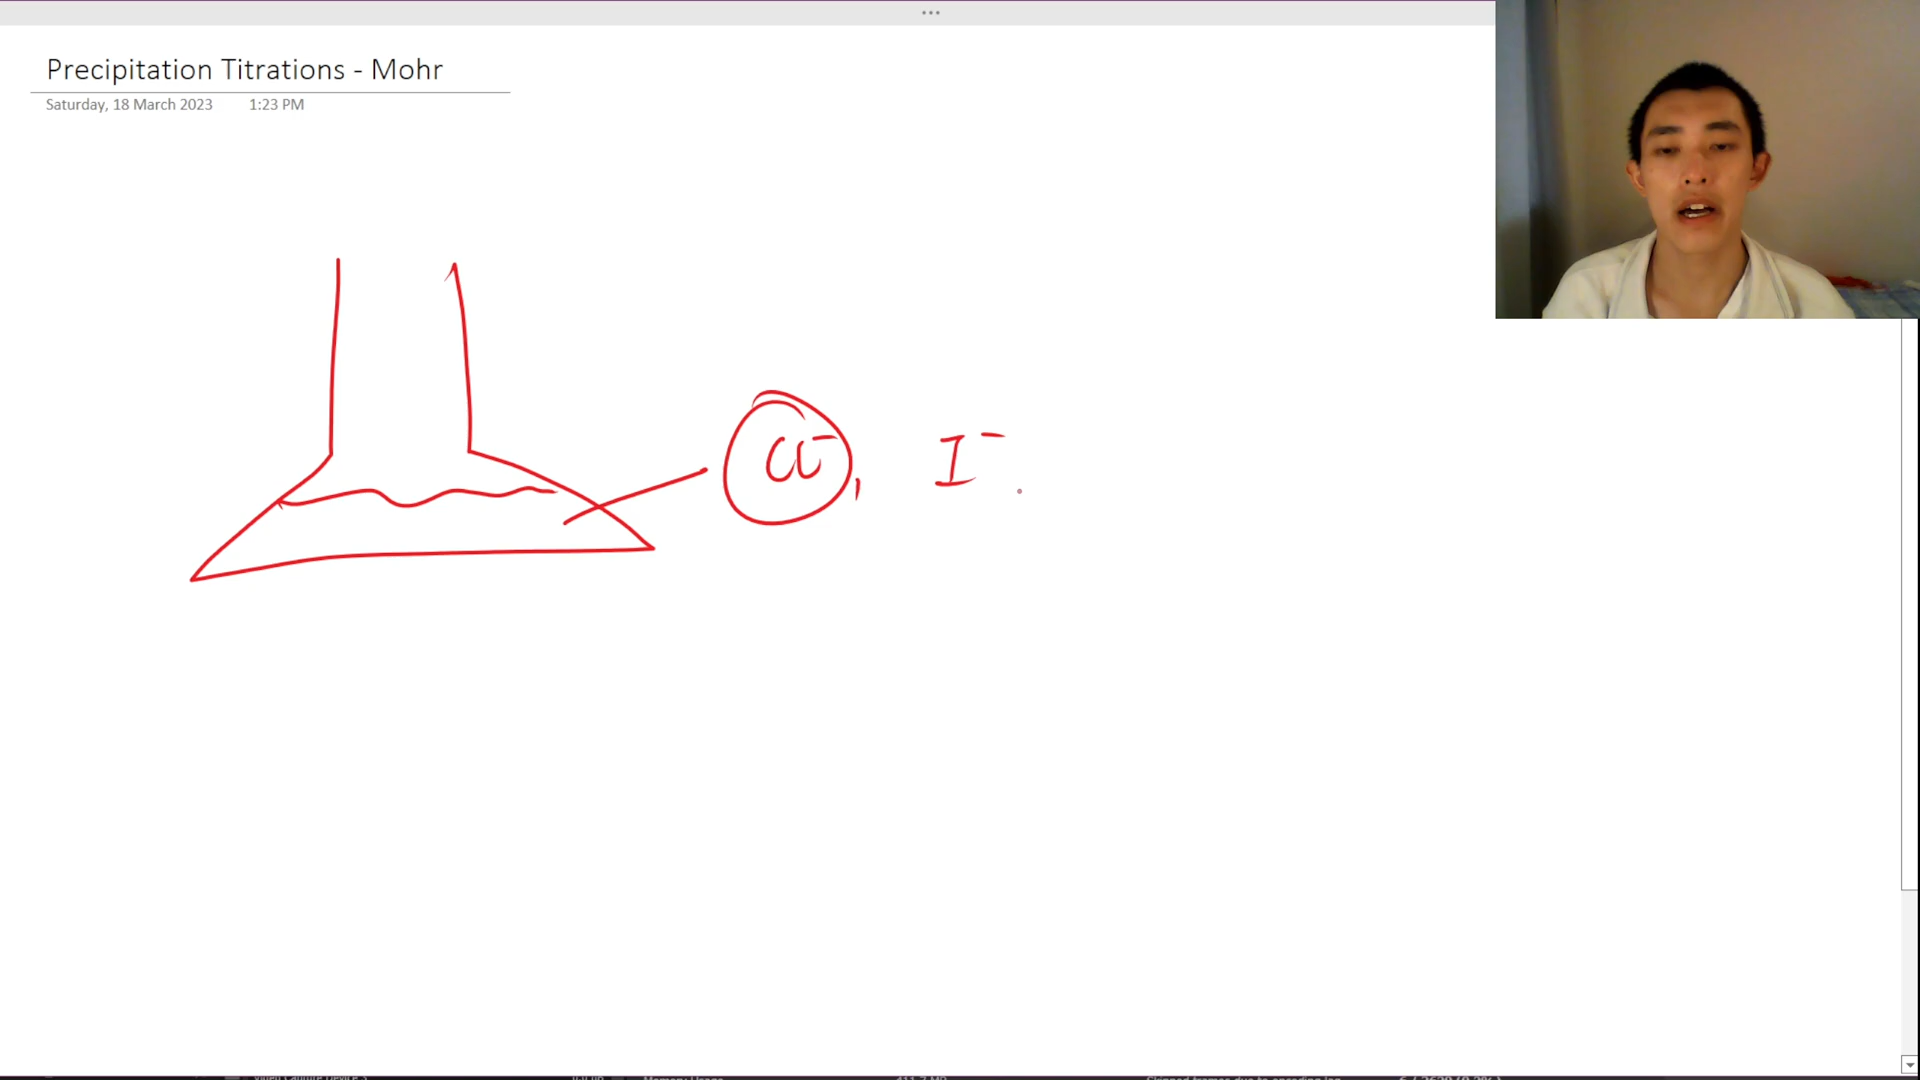 Precipitation Titrations - Mohr
Saturday, 18 March 2023 1:23 PM
Cl⁻, I⁻